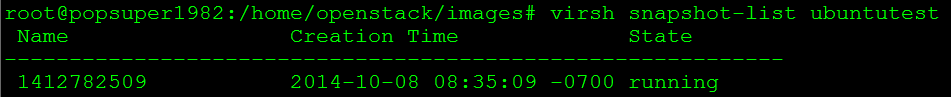 root@popsuper1982:/home/openstack/images# virsh snapshot-list ubuntutest
Name Creation Time State
------------------------------------------------------------
1412782509 2014-10-08 08:35:09 -0700 running